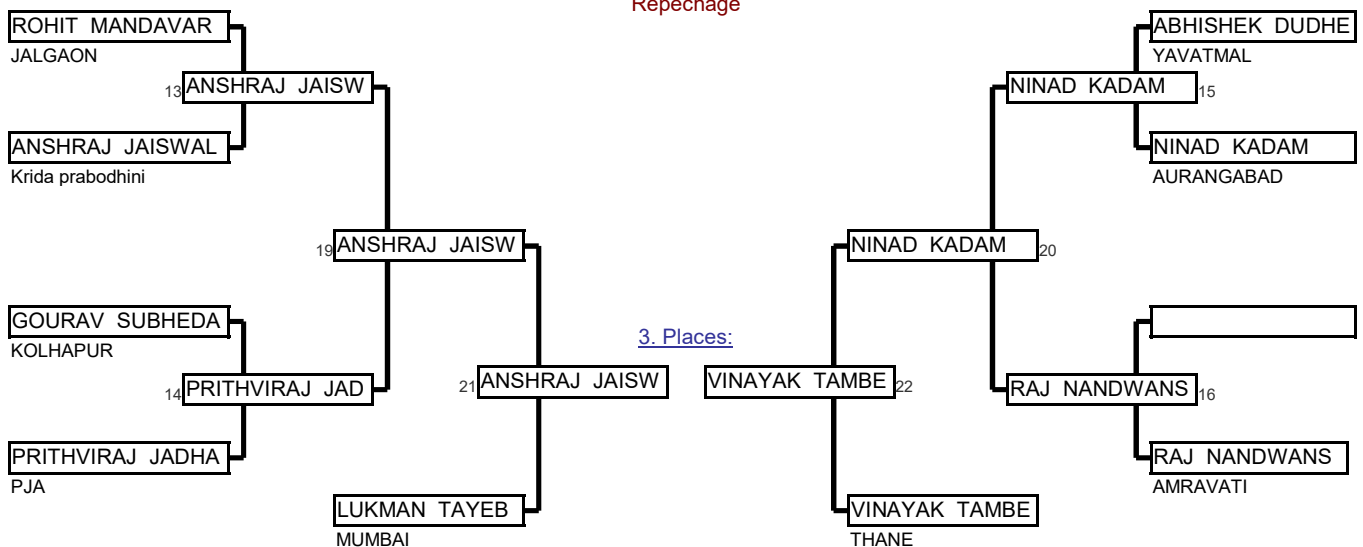 Repechage
ROHIT MANDAVAR
JALGAON
13 ANSHRAJ JAISW
ANSHRAJ JAISWAL
Krida prabodhini
19 ANSHRAJ JAISW
GOURAV SUBHEDA
KOLHAPUR
14 PRITHVIRAJ JAD
PRITHVIRAJ JADHA
PJA
21 ANSHRAJ JAISW
LUKMAN TAYEB
MUMBAI
3. Places:
ABHISHEK DUDHE
YAVATMAL
NINAD KADAM 15
NINAD KADAM
AURANGABAD
NINAD KADAM 20
VINAYAK TAMBE 22
RAJ NANDWANS 16
RAJ NANDWANS
AMRAVATI
VINAYAK TAMBE
THANE